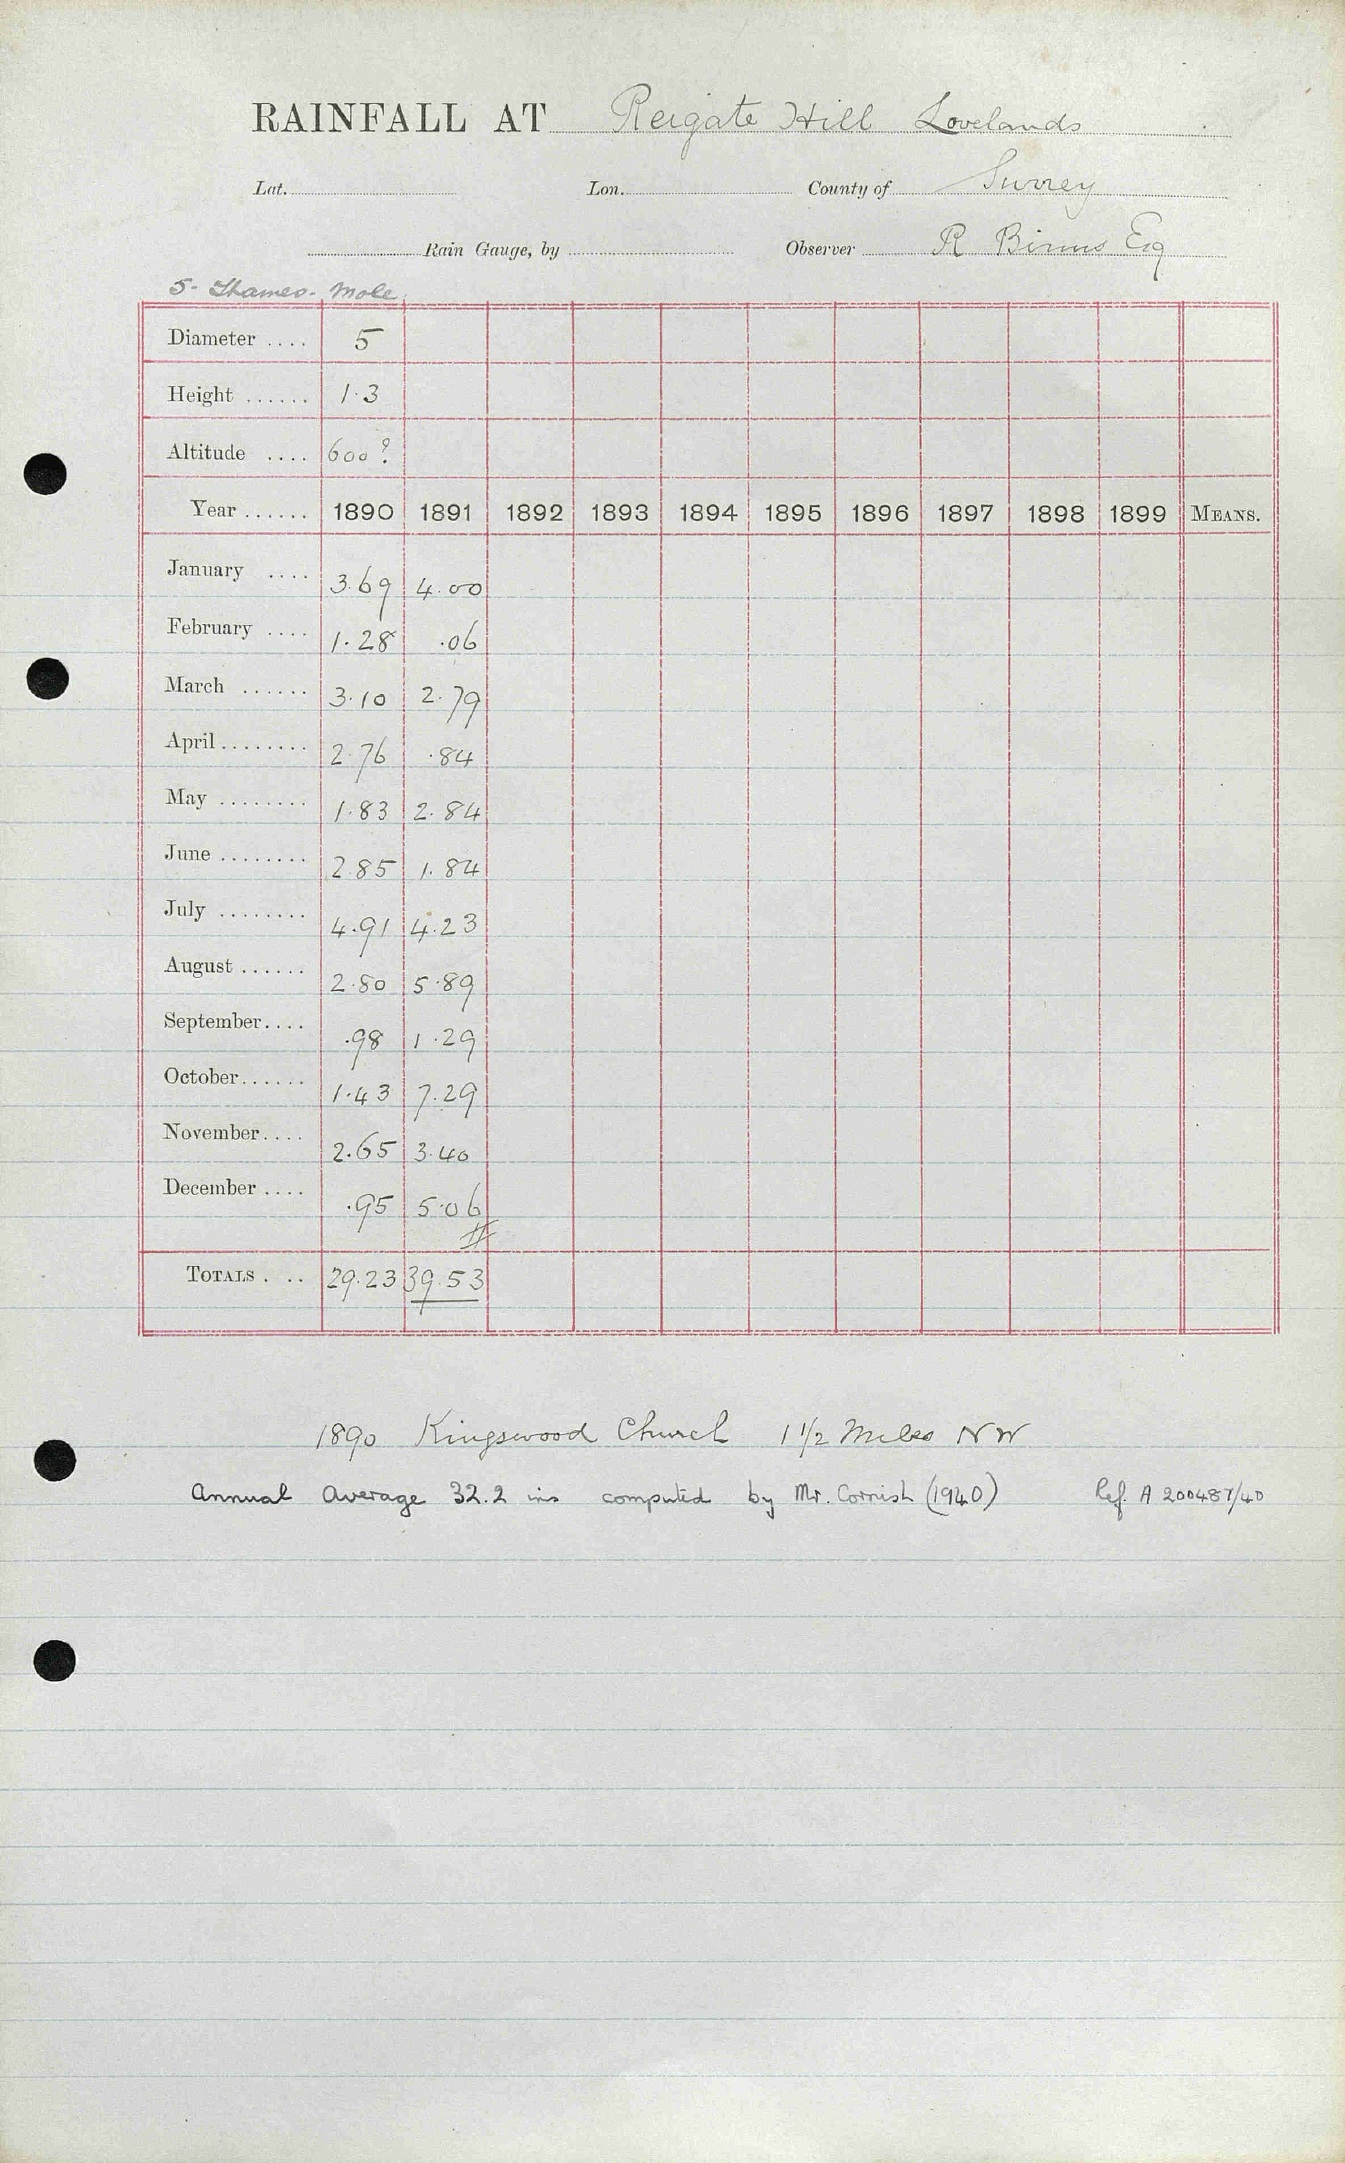 RAINFALL AT Reigate Hill Lovelands
Lat. Lon. County of Surrey
Rain Gauge, by Observer R Binns Esq
5- Thames- Mole
Diameter .... 5
Height ...... 1.3
Altitude .... 600?
Year ...... 1890 1891 1892 1893 1894 1895 1896 1897 1898 1899 MEANS.
January .... 3.69 4.00
February .... 1.28 .06
March ...... 3.10 2.79
April ........ 2.76 .84
May ........ 1.83 2.84
June ........ 2.85 1.84
July ........ 4.91 4.23
August ...... 2.80 5.89
September.... .98 1.29
October...... 1.43 7.29
November.... 2.65 3.40
December .... .95 5.06
TOTALS . .. 29.23 39.53
1890 Kingswood Church 1 1/2 Miles NW
Annual Average 32.2 ins computed by Mr. Cornish (1940) Ref. A 200487/40